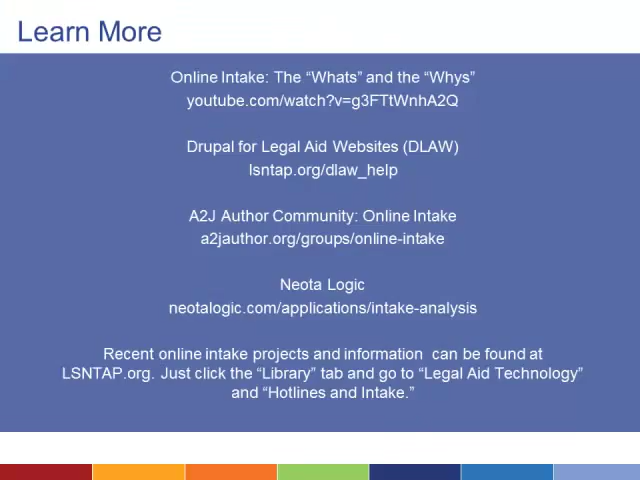 Learn More
Online Intake: The “Whats” and the “Whys”
youtube.com/watch?v=g3FTtWnhA2Q
Drupal for Legal Aid Websites (DLAW)
lsntap.org/dlaw_help
A2J Author Community: Online Intake
a2jauthor.org/groups/online-intake
Neota Logic
neotalogic.com/applications/intake-analysis
Recent online intake projects and information  can be found at
LSNTAP.org. Just click the “Library” tab and go to “Legal Aid Technology”
and “Hotlines and Intake.”